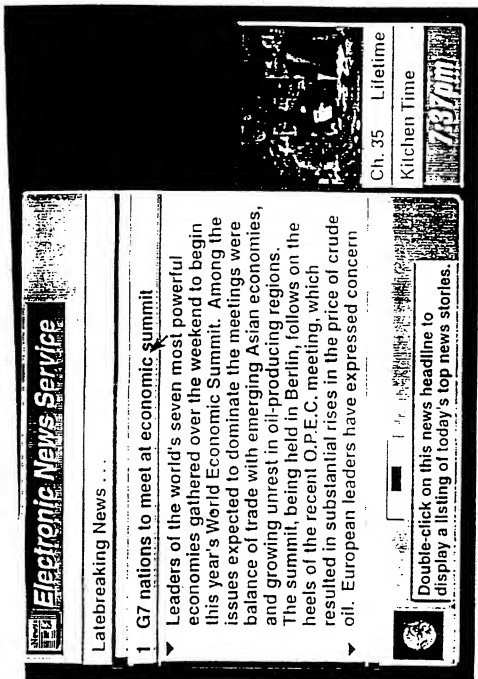 News
Electronic News Service
Latebreaking News ...
1 G7 nations to meet at economic summit
Leaders of the world's seven most powerful
economies gathered over the weekend to begin
this year's World Economic Summit. Among the
issues expected to dominate the meetings were
balance of trade with emerging Asian economies,
and growing unrest in oil-producing regions.
The summit, being held in Berlin, follows on the
heels of the recent O.P.E.C. meeting, which
resulted in substantial rises in the price of crude
oil. European leaders have expressed concern
Double-click on this news headline to
display a listing of today's top news stories.
Ch. 35 Lifetime
Kitchen Time
7:37pm